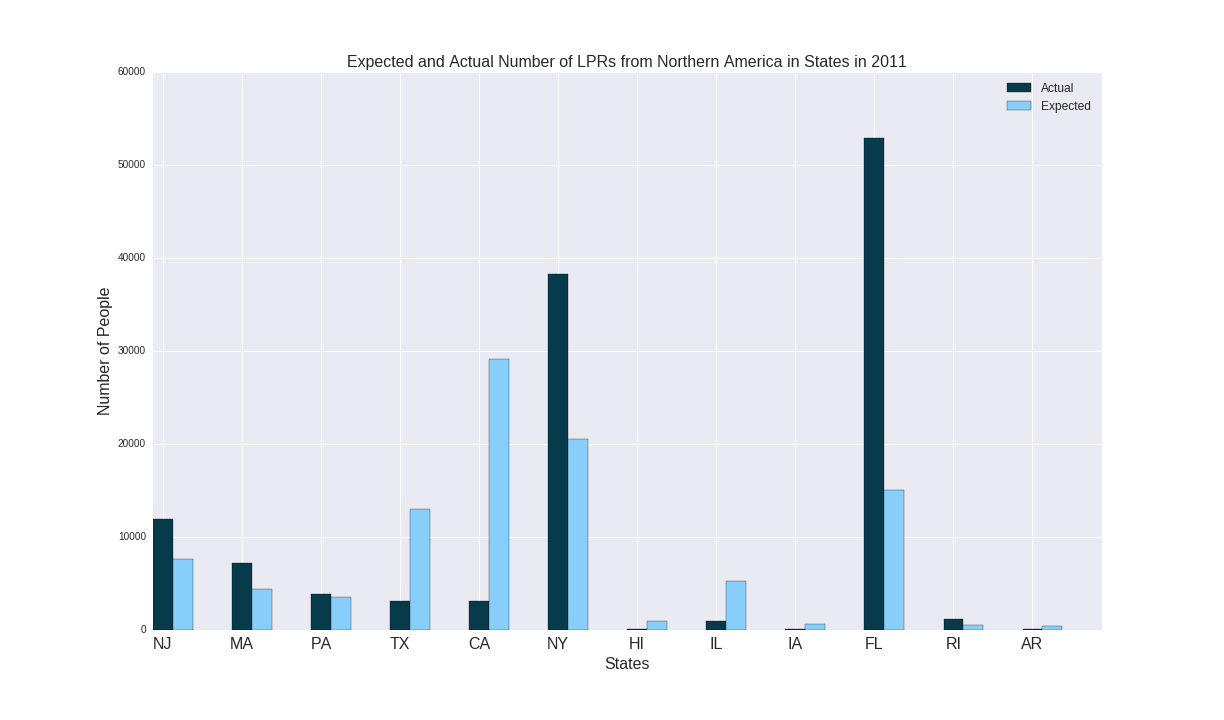 Expected and Actual Number of LPRs from Northern America in States in 2011
60000
50000
40000
30000
20000
10000
0
Number of People
Actual
Expected
NJ MA PA TX CA NY HI IL IA FL RI AR
States